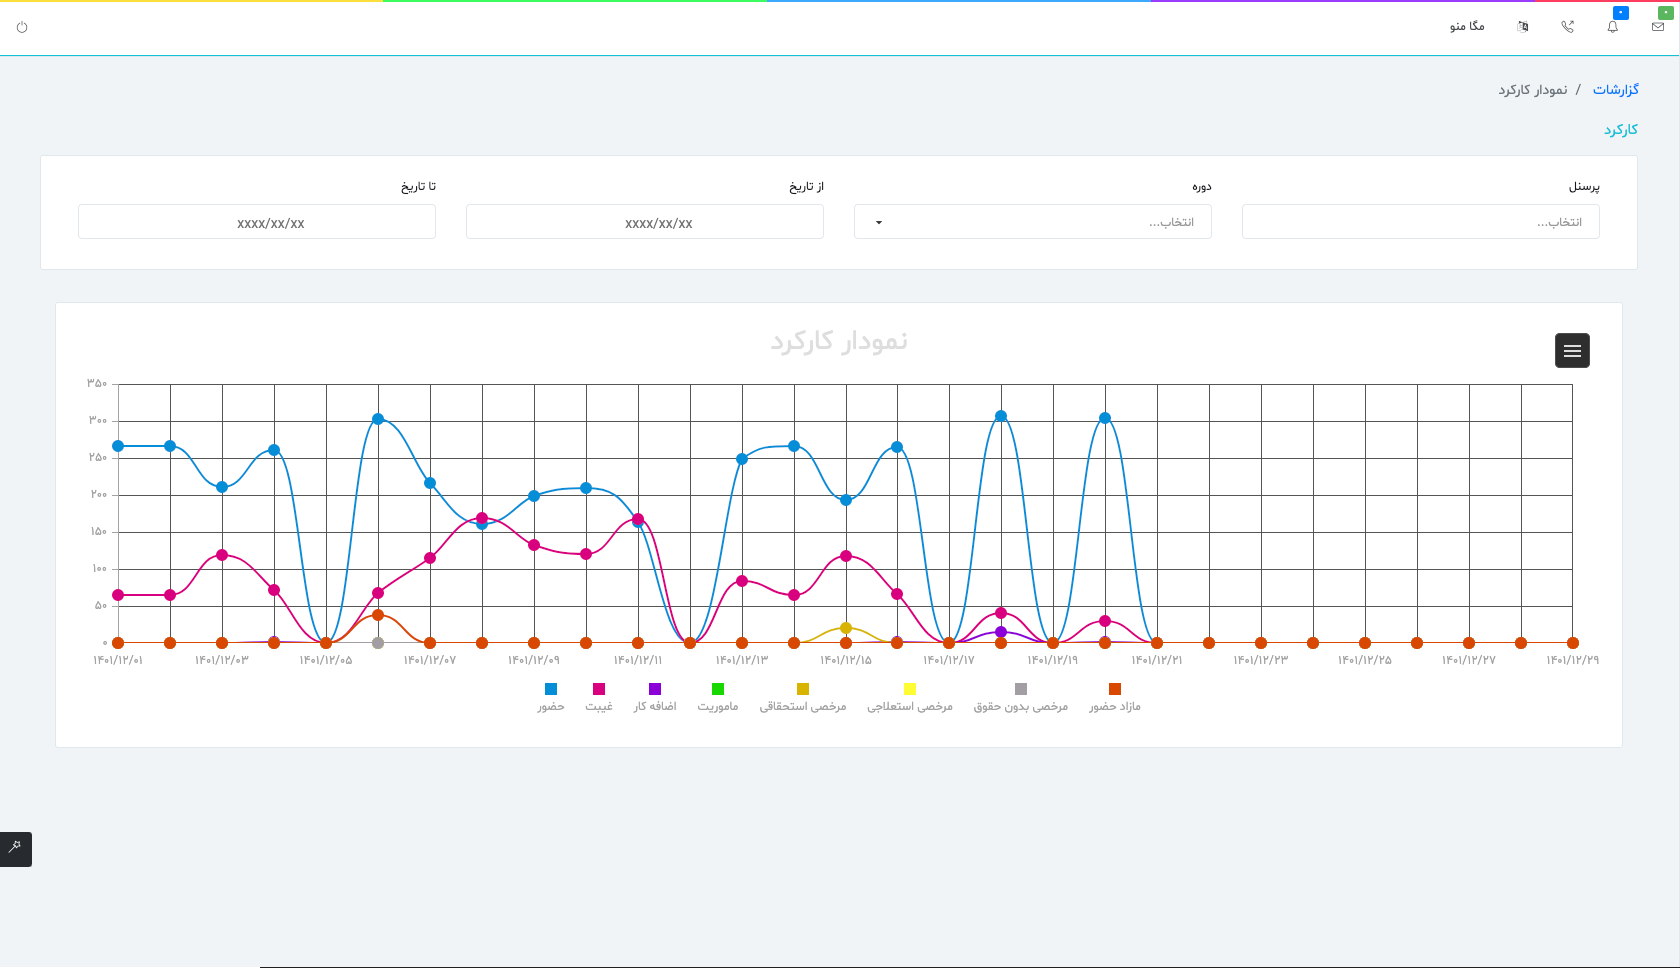 مگا منو
گزارشات / نمودار کارکرد
کارکرد
پرسنل
انتخاب...
دوره
انتخاب...
از تاریخ
xxxx/xx/xx
تا تاریخ
xxxx/xx/xx
نمودار کارکرد
۳۵۰
۳۰۰
۲۵۰
۲۰۰
۱۵۰
۱۰۰
۵۰
۰
۱۴۰۱/۱۲/۰۱ ۱۴۰۱/۱۲/۰۳ ۱۴۰۱/۱۲/۰۵ ۱۴۰۱/۱۲/۰۷ ۱۴۰۱/۱۲/۰۹ ۱۴۰۱/۱۲/۱۱ ۱۴۰۱/۱۲/۱۳ ۱۴۰۱/۱۲/۱۵ ۱۴۰۱/۱۲/۱۷ ۱۴۰۱/۱۲/۱۹ ۱۴۰۱/۱۲/۲۱ ۱۴۰۱/۱۲/۲۳ ۱۴۰۱/۱۲/۲۵ ۱۴۰۱/۱۲/۲۷ ۱۴۰۱/۱۲/۲۹
مازاد حضور
مرخصی بدون حقوق
مرخصی استعلاجی
مرخصی استحقاقی
ماموریت
اضافه کار
غیبت
حضور